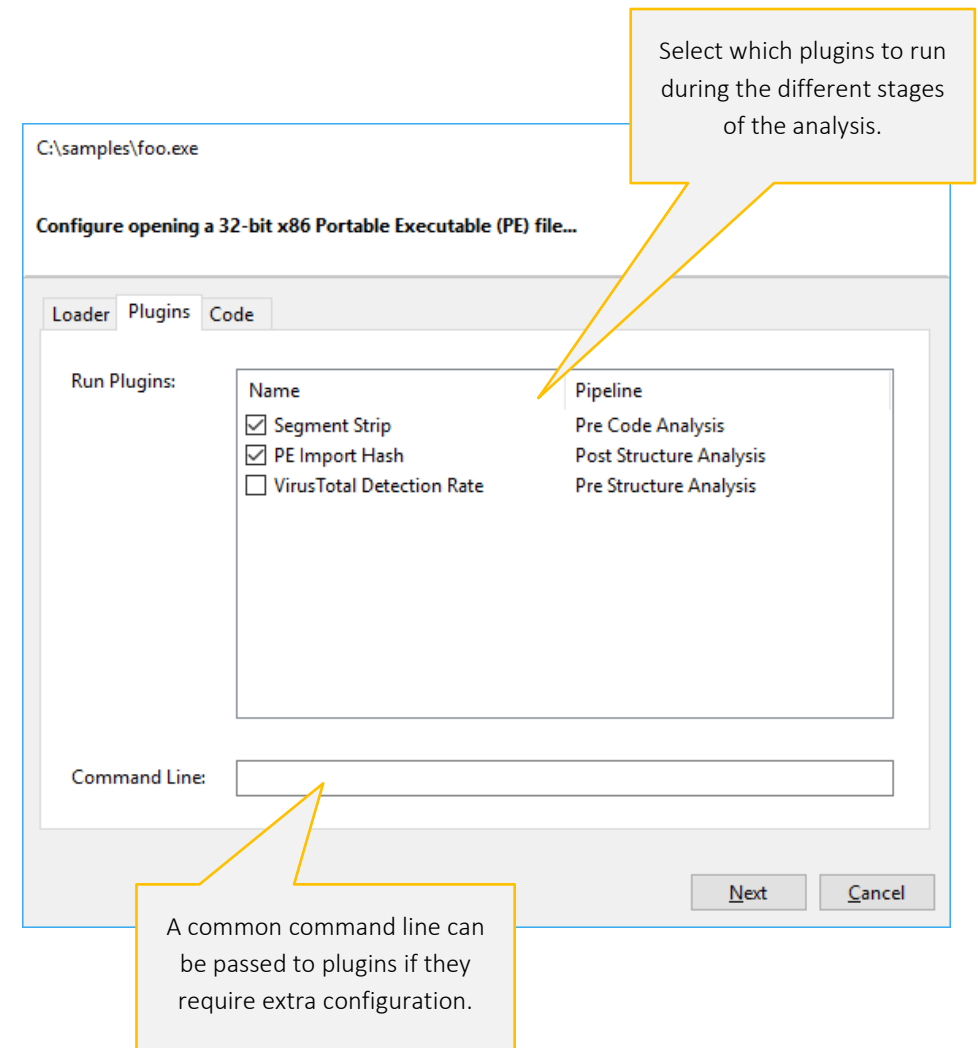 Select which plugins to run
during the different stages
of the analysis.
C:\samples\foo.exe
Configure opening a 32-bit x86 Portable Executable (PE) file...
Loader Plugins Code
Run Plugins:
Name Pipeline
Segment Strip Pre Code Analysis
PE Import Hash Post Structure Analysis
VirusTotal Detection Rate Pre Structure Analysis
Command Line:
Next Cancel
A common command line can
be passed to plugins if they
require extra configuration.